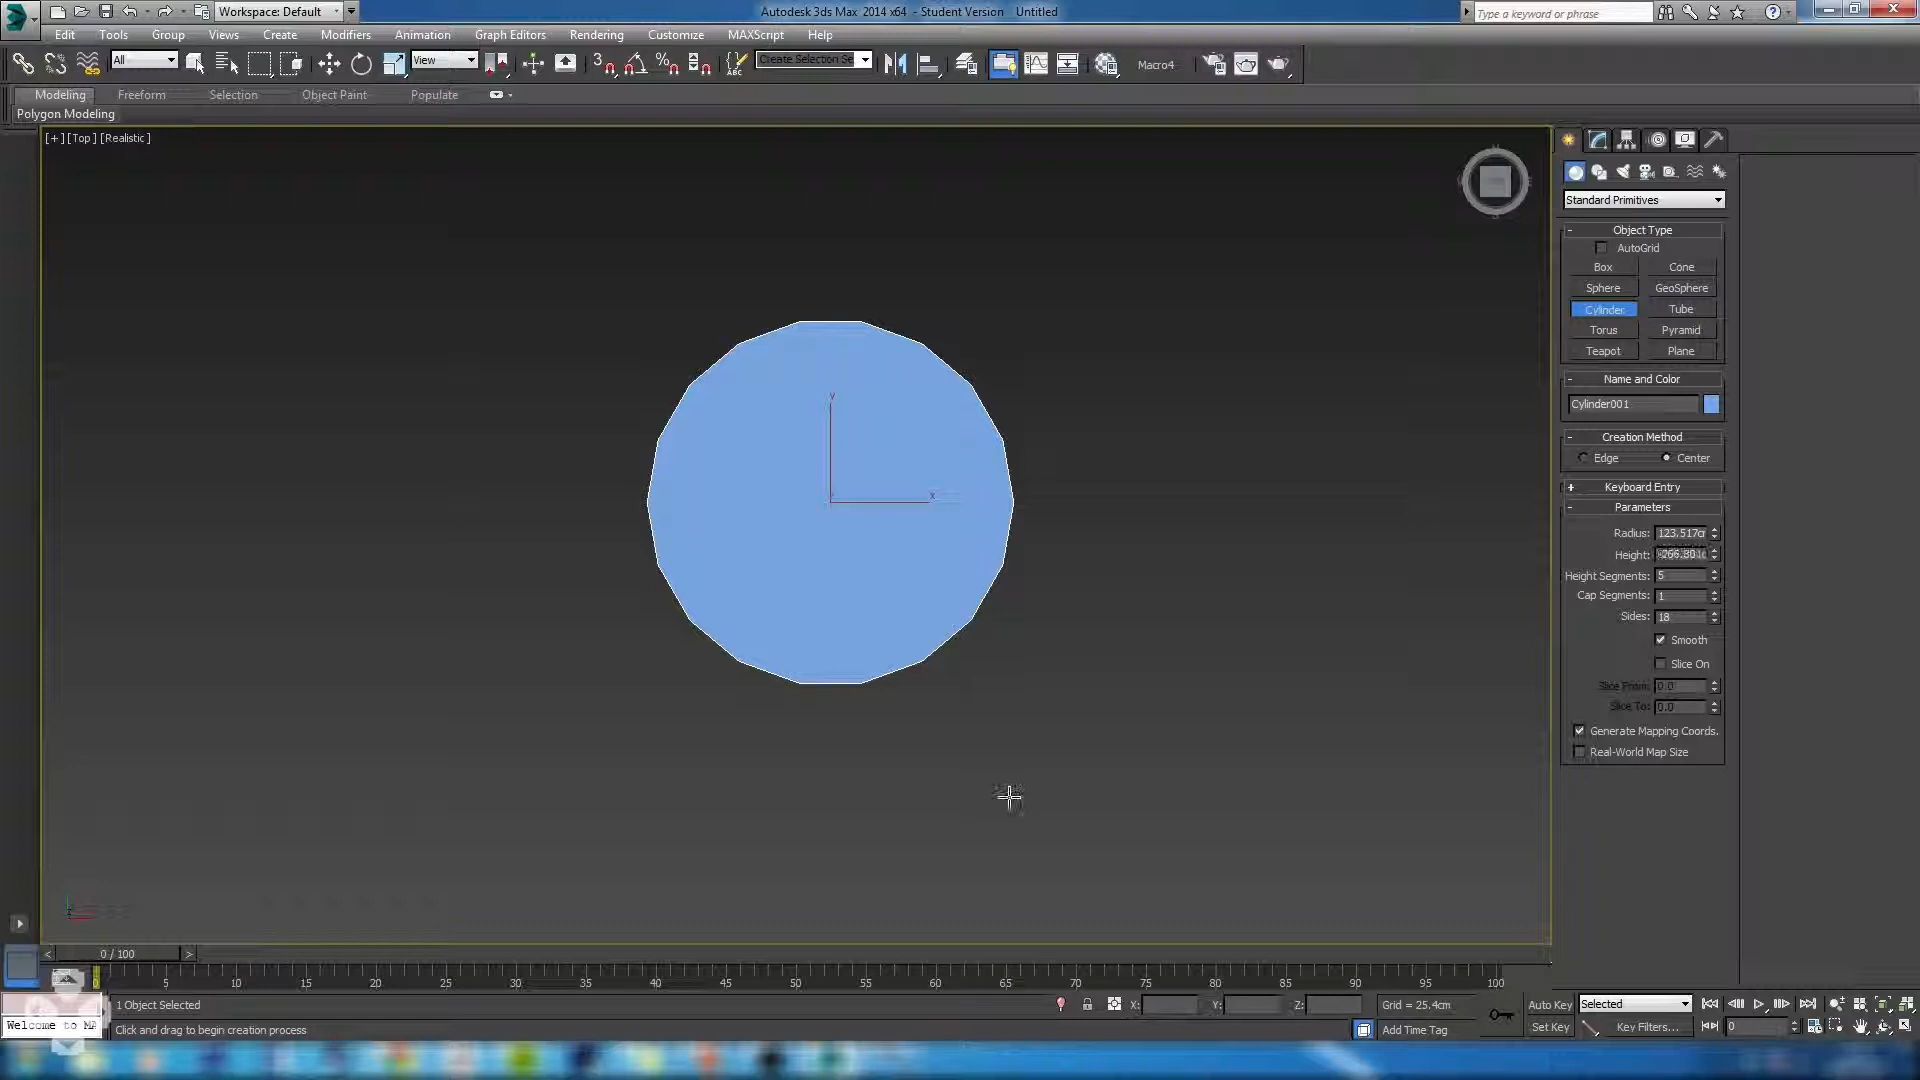 Workspace: Default
Autodesk 3ds Max 2014 x64 - Student Version Untitled
Type a keyword or phrase
Edit Tools Group Views Create Modifiers Animation Graph Editors Rendering Customize MAXScript Help
All
View
3
ABC
Create Selection Se
Macro4
Modeling Freeform Selection Object Paint Populate
Polygon Modeling
[+] [Top] [Realistic]
Standard Primitives
- Object Type
AutoGrid
Box Cone
Sphere GeoSphere
Cylinder Tube
Torus Pyramid
Teapot Plane
- Name and Color
Cylinder001
- Creation Method
Edge Center
+ Keyboard Entry
- Parameters
Radius: 123.517c
Height:
Height Segments: 5
Cap Segments: 1
Sides: 18
Smooth
Slice On
Slice From: 0.0
Slice To: 0.0
Generate Mapping Coords.
Real-World Map Size
y
x
< 0 / 100 >
5 10 15 20 25 30 35 40 45 50 55 60 65 70 75 80 85 90 95 100
1 Object Selected
X: Y: Z: Grid = 25.4cm
Auto Key Selected
Welcome to MA
Click and drag to begin creation process
Add Time Tag
Set Key Key Filters... 0